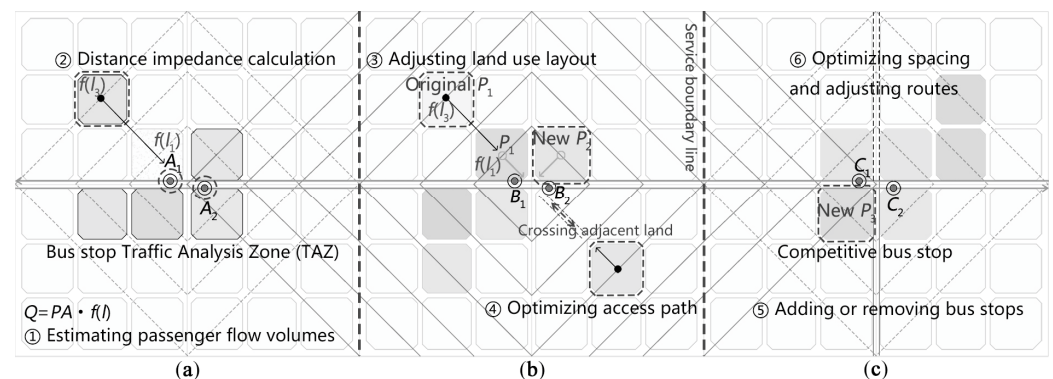 ② Distance impedance calculation
f(l3)
f(l1)
A1
A2
Bus stop Traffic Analysis Zone (TAZ)
Q=PA · f(l)
① Estimating passenger flow volumes
(a)
③ Adjusting land use layout
Original P1
f(l3)
P1
f(l1)
New P2
B1
B2
Crossing adjacent land
④ Optimizing access path
(b)
Service boundary line
⑥ Optimizing spacing
and adjusting routes
C1
C2
New P3
Competitive bus stop
⑤ Adding or removing bus stops
(c)